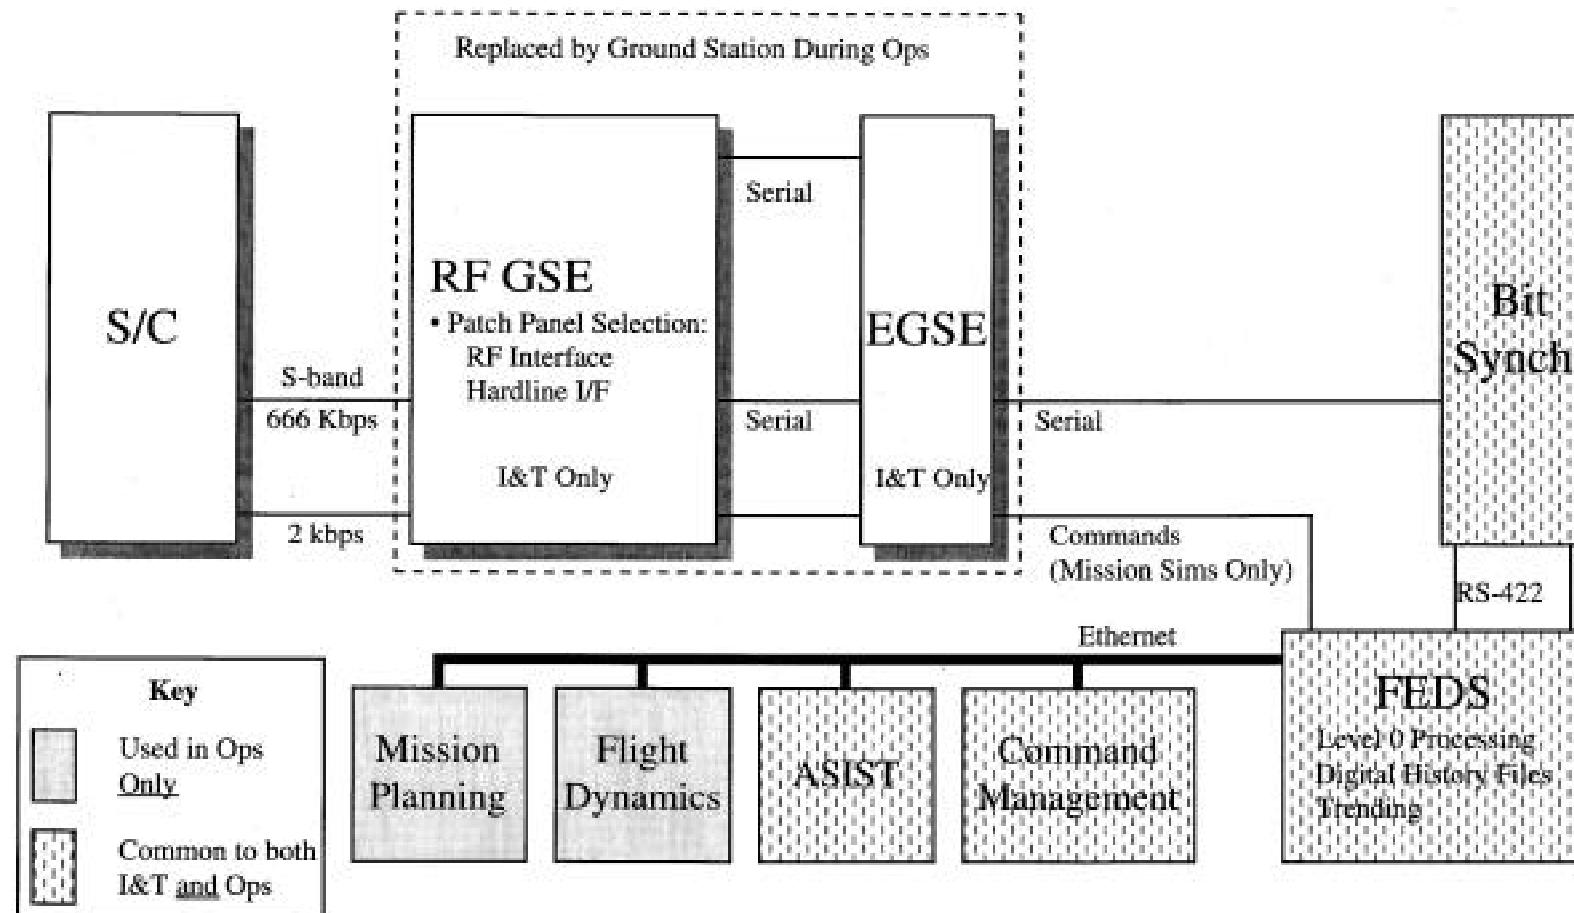 Replaced by Ground Station During Ops
S/C
S-band
666 Kbps
2 kbps
RF GSE
• Patch Panel Selection:
RF Interface
Hardline I/F
I&T Only
Serial
Serial
EGSE
I&T Only
Serial
Commands
(Mission Sims Only)
Bit
Synch
RS-422
Ethernet
Key
Used in Ops
Only
Common to both
I&T and Ops
Mission
Planning
Flight
Dynamics
ASIST
Command
Management
FEDS
Level 0 Processing
Digital History Files
Trending